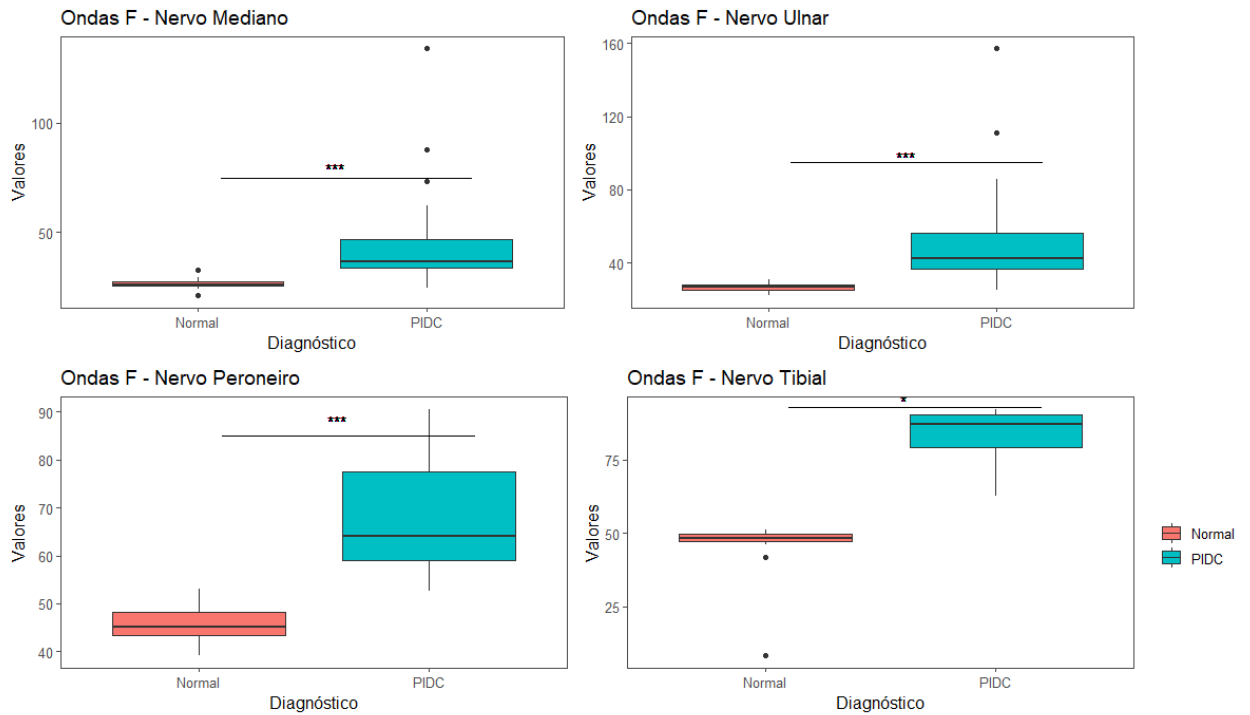 Ondas F - Nervo Mediano
Valores
100
50
***
Normal
PIDC
Diagnóstico
Ondas F - Nervo Ulnar
Valores
160
120
80
40
***
Normal
PIDC
Diagnóstico
Ondas F - Nervo Peroneiro
Valores
90
80
70
60
50
40
***
Normal
PIDC
Diagnóstico
Ondas F - Nervo Tibial
Valores
75
50
25
*
Normal
PIDC
Diagnóstico
Normal
PIDC